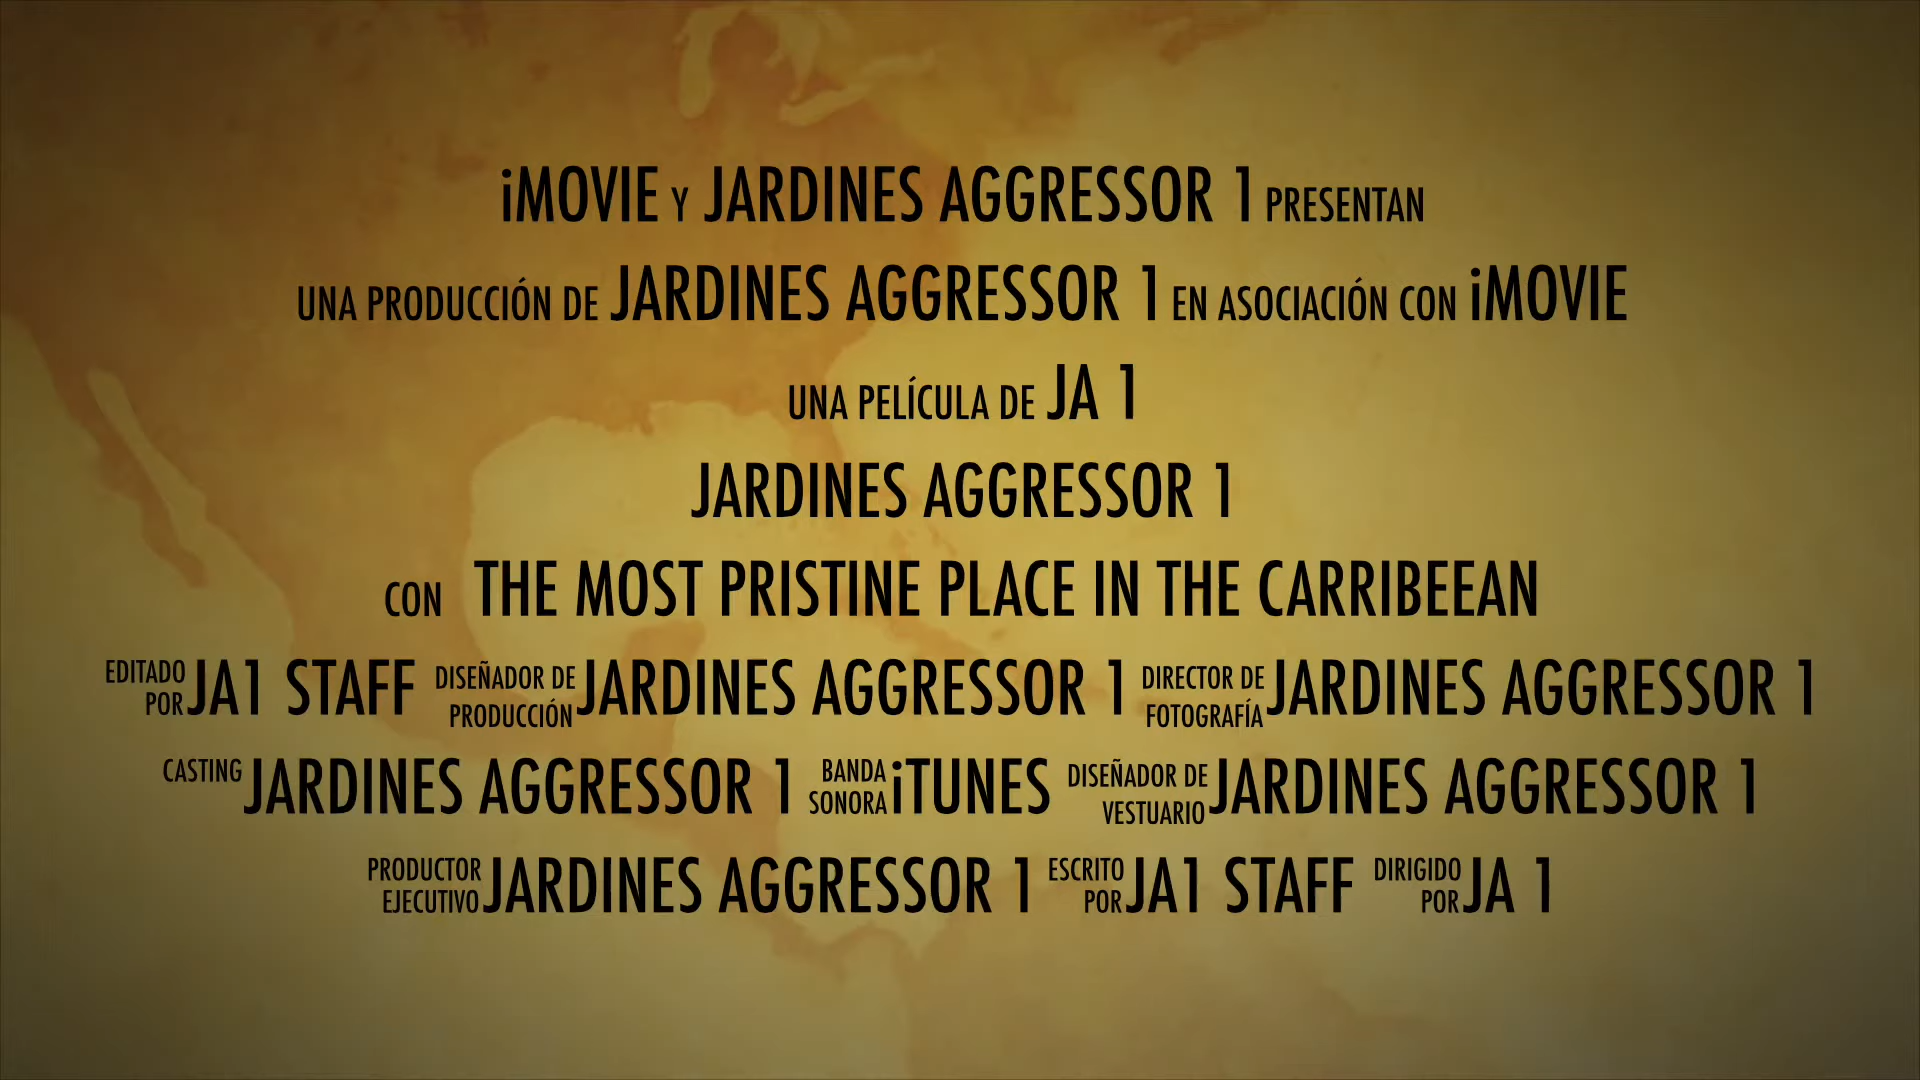 iMOVIE Y JARDINES AGGRESSOR 1 PRESENTAN
UNA PRODUCCIÓN DE JARDINES AGGRESSOR 1 EN ASOCIACIÓN CON iMOVIE
UNA PELÍCULA DE JA 1
JARDINES AGGRESSOR 1
CON THE MOST PRISTINE PLACE IN THE CARRIBEEAN
EDITADO POR JA1 STAFF DISEÑADOR DE PRODUCCIÓN JARDINES AGGRESSOR 1 DIRECTOR DE FOTOGRAFÍA JARDINES AGGRESSOR 1
CASTING JARDINES AGGRESSOR 1 BANDA SONORA iTUNES DISEÑADOR DE VESTUARIO JARDINES AGGRESSOR 1
PRODUCTOR EJECUTIVO JARDINES AGGRESSOR 1 ESCRITO POR JA1 STAFF DIRIGIDO POR JA 1